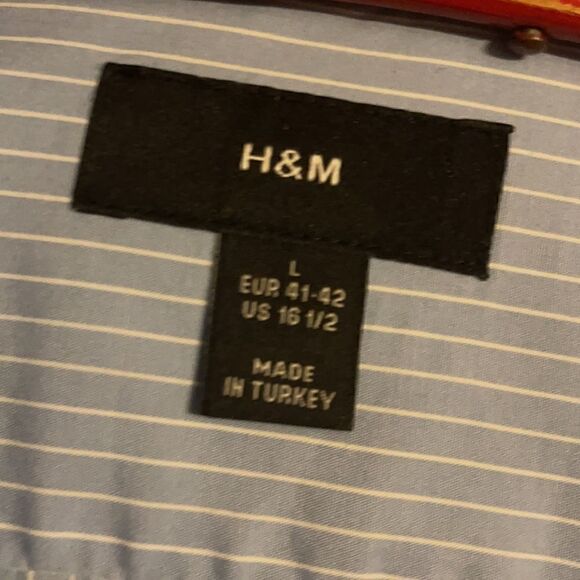 H&M
L
EUR 41-42
US 16 1/2
MADE
IN TURKEY